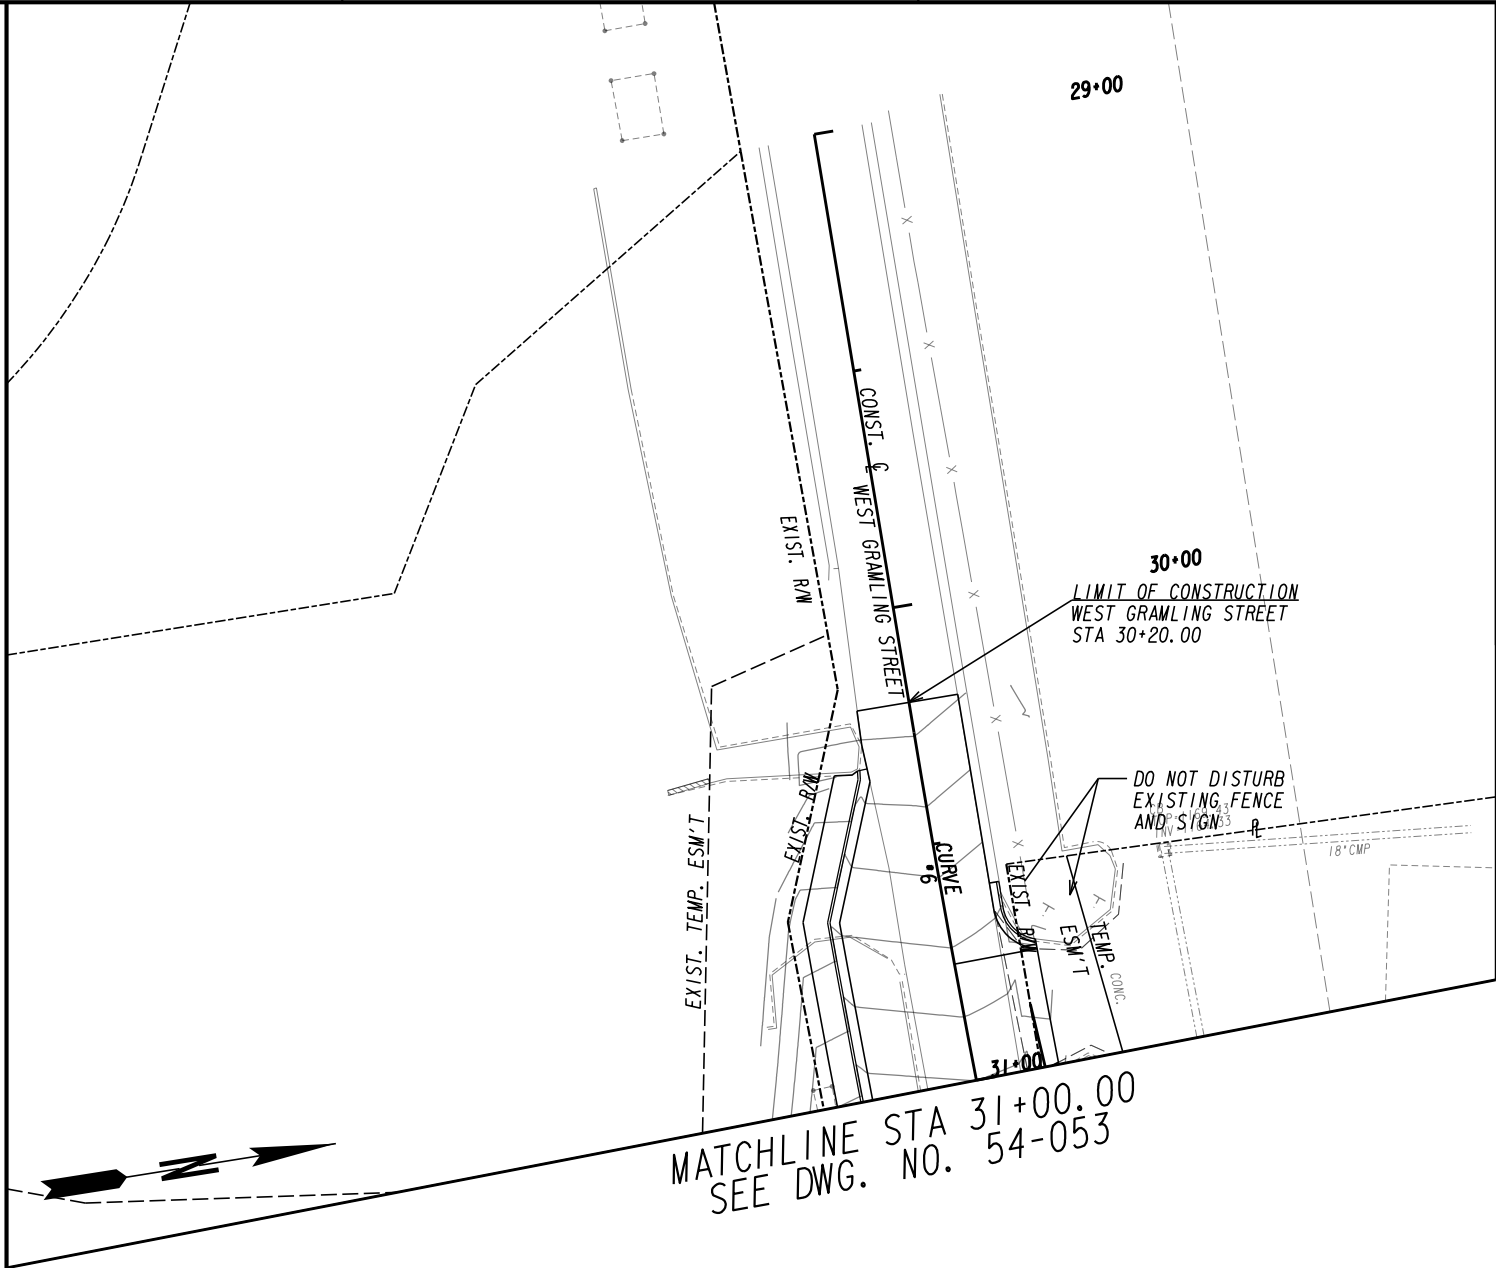 29+00
CONST. ℄ WEST GRAMLING STREET
EXIST. R/W
30+00
LIMIT OF CONSTRUCTION
WEST GRAMLING STREET
STA 30+20.00
DO NOT DISTURB
EXISTING FENCE
AND SIGN
℄
18"CMP
EXIST. R/W
EXIST. TEMP. ESM'T
CURVE
EXIST. R/W
TEMP.
ESM'T
CONC.
31+00
MATCHLINE STA 31+00.00
SEE DWG. NO. 54-053
N